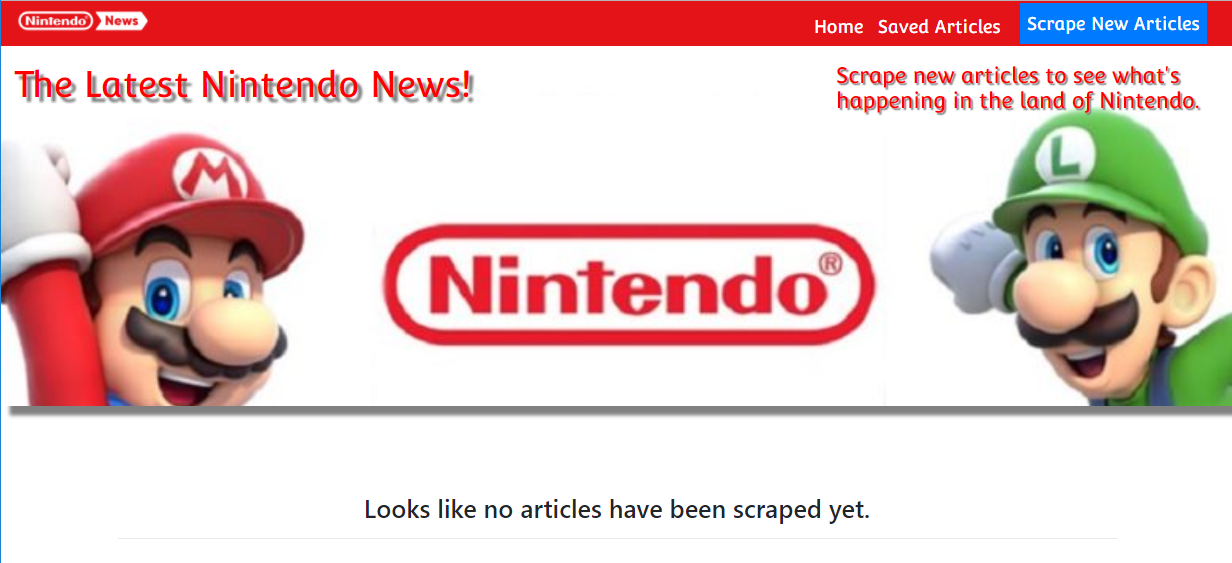 Nintendo News
Home Saved Articles Scrape New Articles
The Latest Nintendo News!
Scrape new articles to see what's
happening in the land of Nintendo.
M
L
Nintendo®
Looks like no articles have been scraped yet.